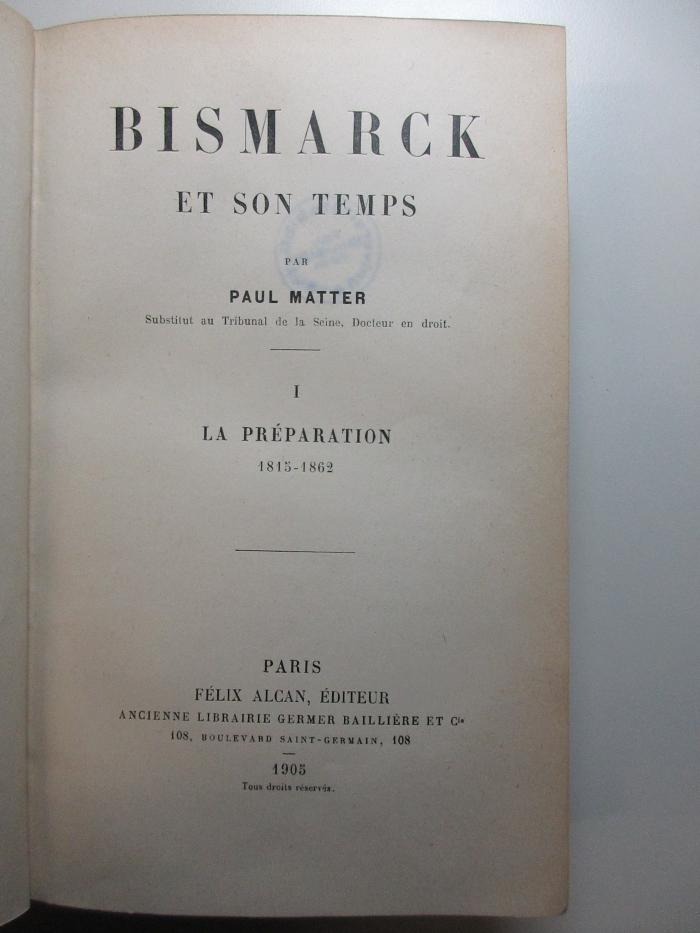 BISMARCK
ET SON TEMPS
PAR
PAUL MATTER
Substitut au Tribunal de la Seine, Docteur en droit.
I
LA PRÉPARATION
1815-1862
PARIS
FÉLIX ALCAN, ÉDITEUR
ANCIENNE LIBRAIRIE GERMER BAILLIÈRE ET Cie
108, BOULEVARD SAINT-GERMAIN, 108
1905
Tous droits réservés.